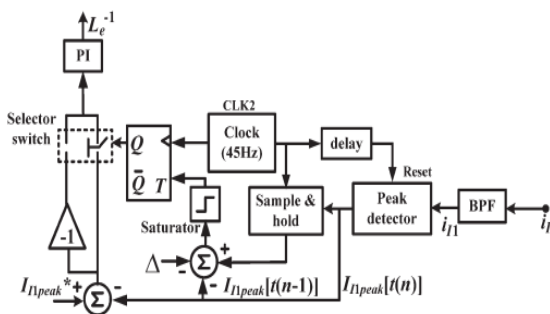 L_e^-1
PI
Selector switch
CLK2
Clock (45Hz)
delay
Reset
Q
Q̅ T
Saturator
Sample & hold
Peak detector
BPF
i_l1
i_l
-1
Δ - Σ +
-
I_l1peak[t(n-1)]
I_l1peak[t(n)]
I_l1peak* + Σ -